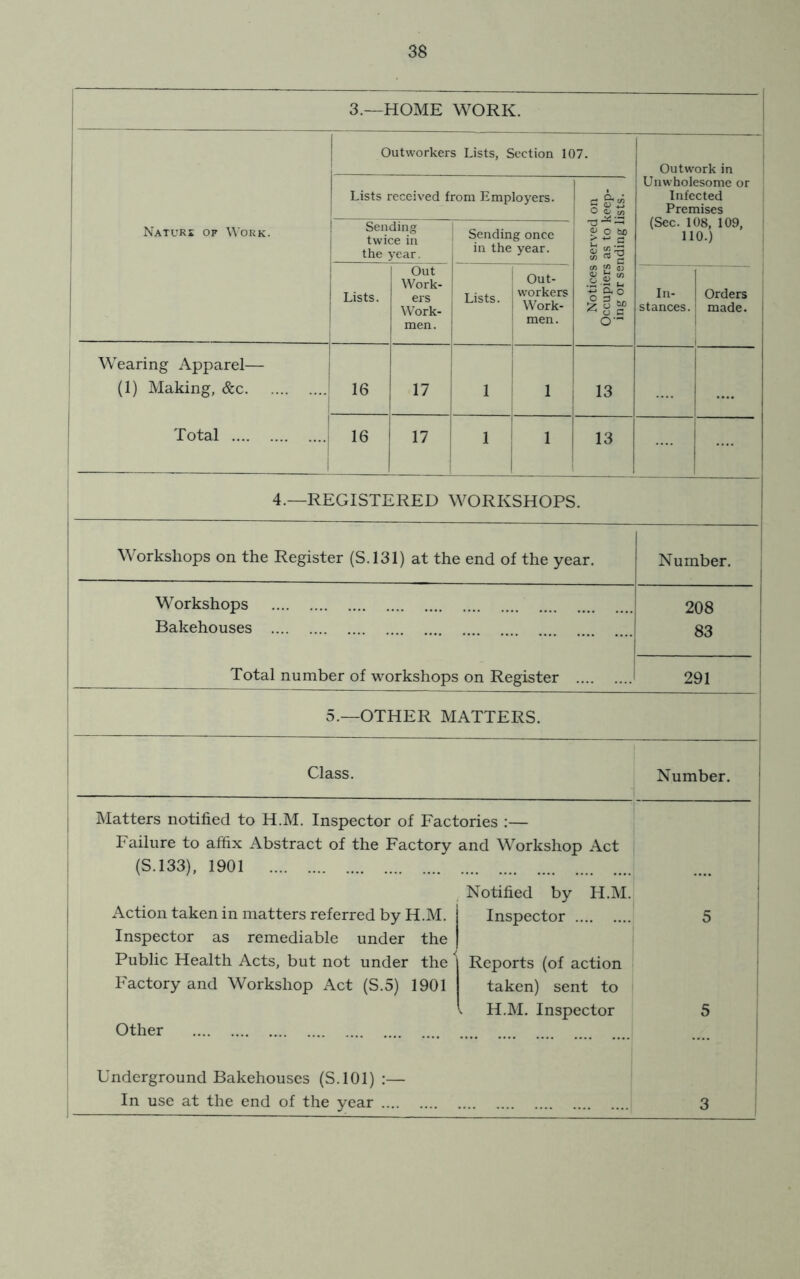 38
3.—HOME WORK.
NATURE OF WORK.
Outworkers Lists, Section 107.
Lists received from Employers.
Sending twice in the year.
Lists.
Out Work-
ers
Work-
men.
Sending once
in the year.
Lists.
Out-
workers
Work-
men.
Notices served on
Occupiers as to keep-
ing or sending lists.
Outwork in
Unwholesome or
Infected
Premises
(Sec. 108, 109,
110.)
In-
stances.
Orders
made.
Wearing Apparel—
(1) Making, &c. .... .... 16 17 1 1 13 .... ....
Total .... .... .... 16 17 1 1 13 .... ....
4.—REGISTERED WORKSHOPS.
Workshops on the Register (S.131) at the end of the year. Number.
Workshops .... .... .... .... .... .... .... .... .... .... 208
Bakehouses .... .... .... .... .... .... .... .... .... .... 83
Total number of workshops on Register .... .... 291
5.—OTHER MATTERS.
Class. Number.
Matters notified to H.M. Inspector of Factories :—
Failure to affix Abstract of the Factory and Workshop Act
(S.133), 1901 .... .... .... .... .... .... .... .... .... .... ....
Action taken in matters referred by H.M.
Inspector as remediable under the
Public Health Acts, but not under the
Factory and Workshop Act (S.5) 1901
Notified by H.M.
Inspector .... .... 5
Reports (of action
taken) sent to
H.M. Inspector 5
Other .... .... .... .... .... .... .... .... .... .... .... ....
Underground Bakehouses (S.101) :—
In use at the end of the year .... .... .... .... .... .... .... 3